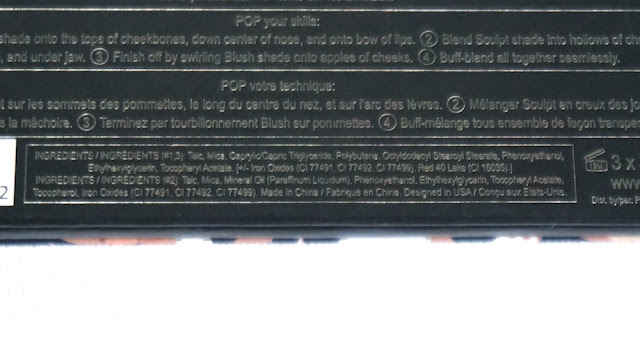 POP your skills:
shade onto the tops of cheekbones, down center of nose, and onto bow of lips. ② Blend Sculpt shade into hollows of
, and under jaw. ③ Finish off by swirling Blush shade onto apples of cheeks. ④ Buff-blend all together seamlessly.
POP votre technique:
sur les sommets des pommettes, le long du centre du nez, et sur l'arc des lèvres. ② Mélanger Sculpt en creux des
la mâchoire. ③ Terminez par tourbillonnement Blush sur pommettes. ④ Buff-mélange tous ensemble de façon
INGREDIENTS / INGRÉDIENTS (#1,3): Talc, Mica, Caprylic/Capric Triglyceride, Polybutene, Octyldodecyl Stearoyl Stearate, Phenoxyethanol,
Ethylhexylglycerin, Tocopheryl Acetate. [+/- Iron Oxides (CI 77491, CI 77492, CI 77499), Red 40 Lake (CI 16035) ]
INGREDIENTS / INGRÉDIENTS (#2) Talc, Mica, Mineral Oil (Paraffinum Liquidum), Phenoxyethanol, Ethylhexylglycerin, Tocopheryl Acetate,
Tocopherol, Iron Oxides (CI 77491, CI 77492, CI 77499). Made in China / Fabriqué en Chine. Designed in USA / Conçu aux États-Unis.
2
12M
3 x
www.
Dist. by/par. P